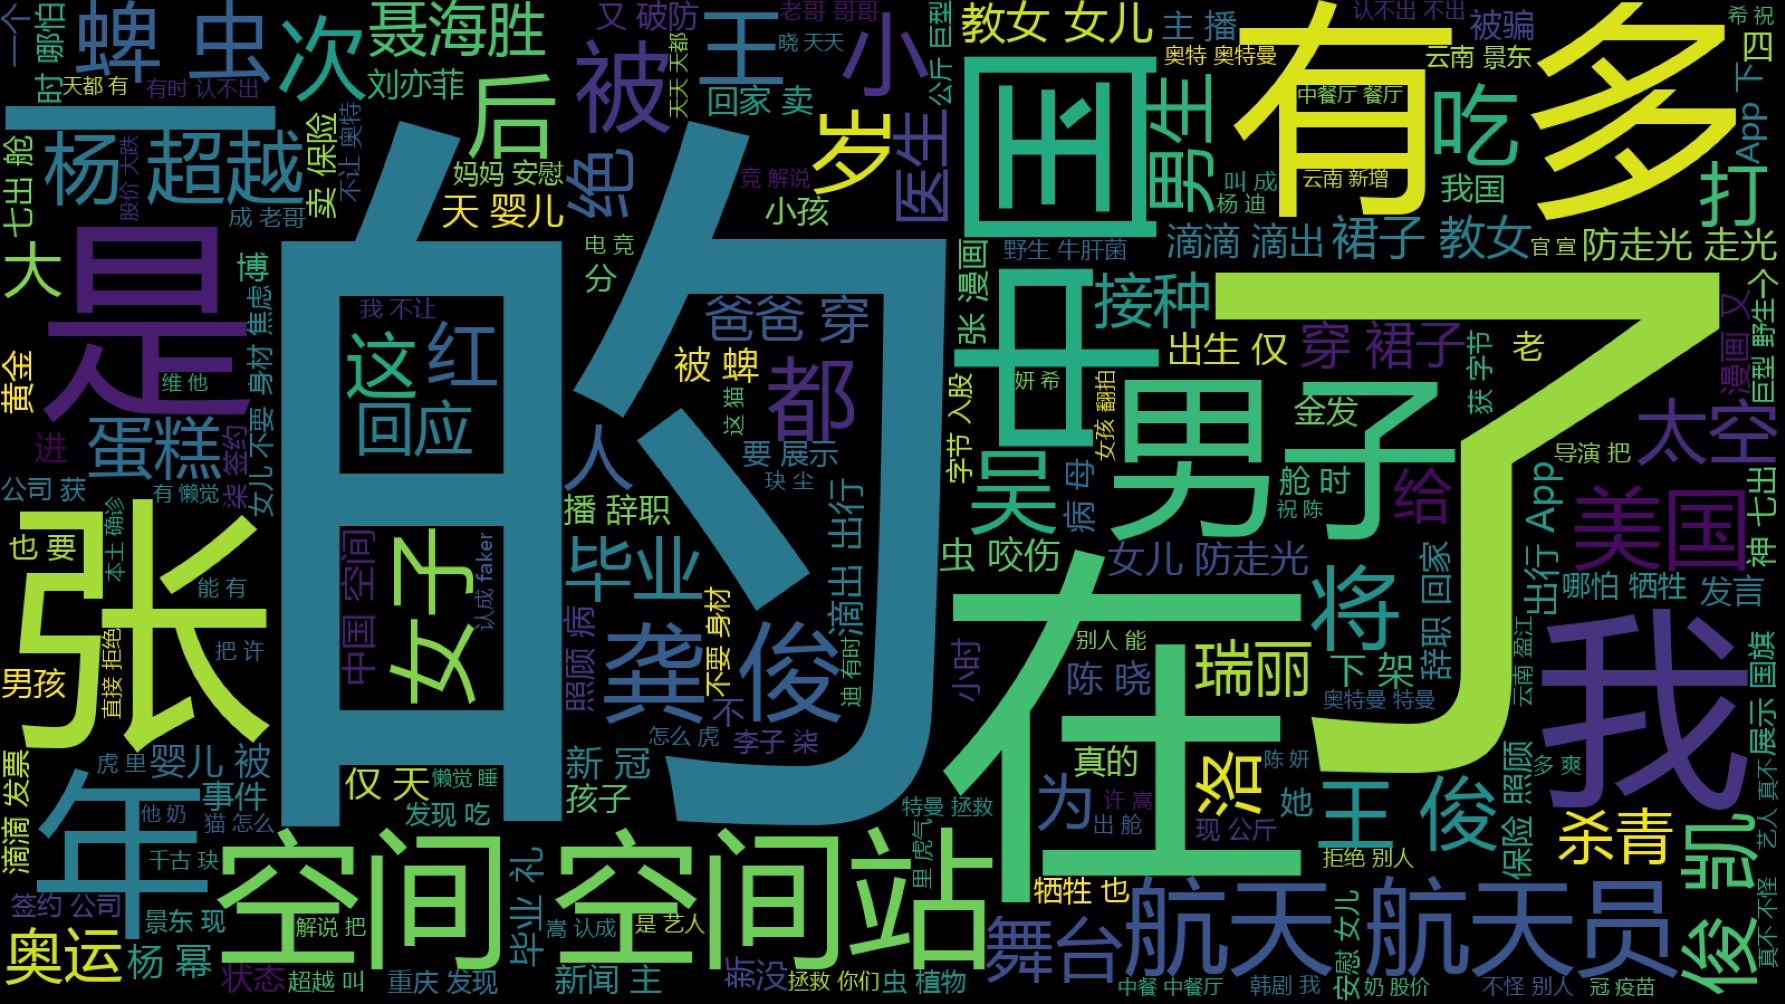 一个
时 哪怕
蜱 虫
次
聂海胜
刘亦菲
又 破防
老哥 哥哥
王
晓 天天
小
巨型
公斤
教女 女儿
主 播
奥特 奥特曼
有
认不出 不出
被骗
云南 景东
多
希 祝
四
下
App
天都 有
有时 认不出
一
后
被
天天 天都
回家 卖
岁
医生
国
男生
中餐厅 餐厅
吃
打
七出 舱
杨 超越
股价 大跌
成 老哥
卖 保险
不让 奥特
妈妈 安慰
天 婴儿
绝
竞 解说
小孩
叫 成
杨 迪
云南 新增
我国
大
是
博
的
电 竞
分
张 漫画
野生 牛肝菌
滴滴 滴出
裙子 教女
官 宣
防走光 走光
个
巨型 野生
漫画 又
黄金
维 他
身材 焦虑
女儿 不要
我 不让
这
红
回应
爸爸 穿
被 蜱
都
这 猫
中
接种
出生 仅
穿 裙子
获 字节
老
了
妍 希
女孩 翻拍
字节 入股
男子
金发
太空
进
蛋糕
柒 签约
有 懒觉
公司 获
人
要 展示
玦 尘
播 辞职
吴
病 母
舱 时
祝 陈
给
导演 把
出行 App
美国
神 七出
张
也 要
本土 确诊
能 有
把 许
直接 拒绝
男孩
中国 空间
女子
认成 faker
毕业
滴出 出行
照顾 病
龚 俊
不要 身材
不
迪 有时
怎么 虎
李子 柒
虫 咬伤
女儿 防走光
将
辞职 回家
哪怕 牺牲
发言
小时
在
别人 能
陈 晓
瑞丽
下 架
奥特曼 特曼
云南 盈江
我
展示 国旗
滴滴 发票
虎 里
婴儿 被
年
他 奶
事件
猫 怎么
仅 天
懒觉 睡
发现 吃
新 冠
孩子
特曼 拯救
真的
为
许 嵩
出 舱
洛
现 公斤
陈 妍
她
王 俊
拒绝 别人
保险 照顾
多 爽
杀青
凯
艺人 真不
千古 玦
签约 公司
景东 现
空间
毕业 礼
空间站
里 虎气
牺牲 也
奥运
杨 幂
状态
超越 叫
解说 把
重庆 发现
嵩 认成
是 艺人
新闻 主
拯救 你们
虫 植物
舞台
航天
中餐 中餐厅
韩剧 我
安慰 女儿
航天员
奶 股价
不怪 别人
冠 疫苗
俊
真不 不怪